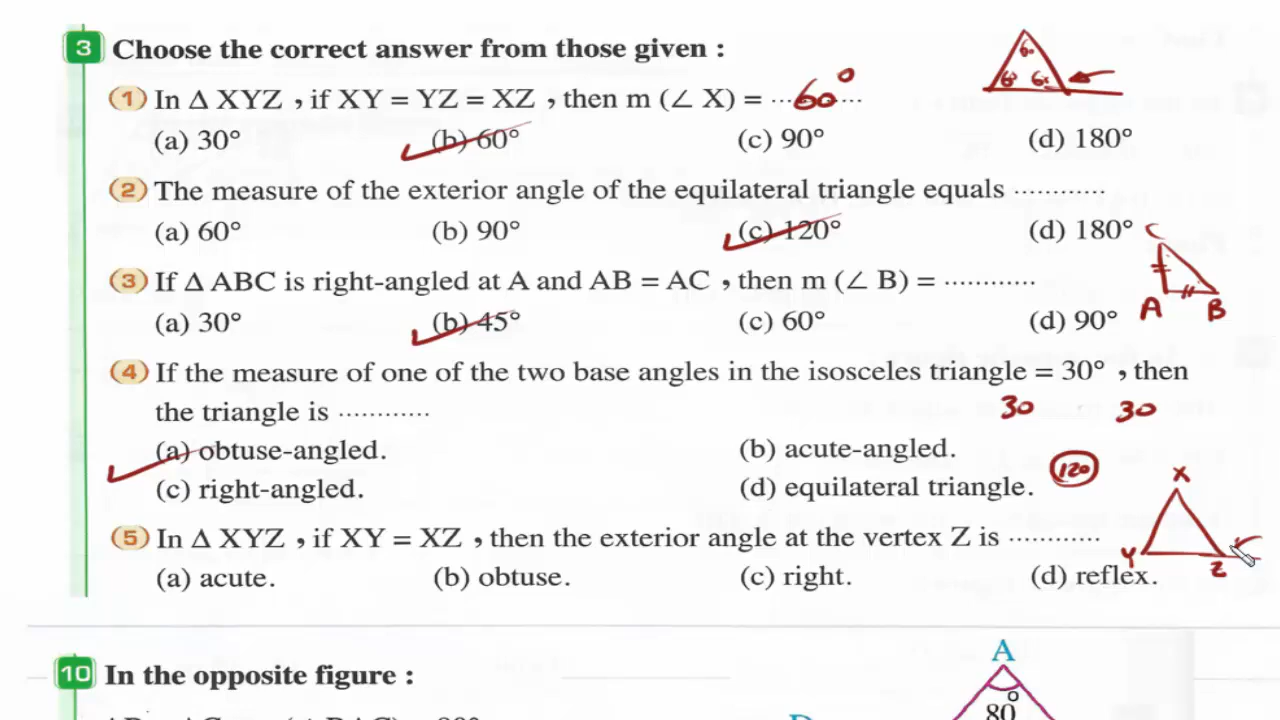 3 Choose the correct answer from those given :
60
60 60
(1) In Δ XYZ , if XY = YZ = XZ , then m (∠ X) = ...60°...
(a) 30° (b) 60° (c) 90° (d) 180°
(2) The measure of the exterior angle of the equilateral triangle equals ............
(a) 60° (b) 90° (c) 120° (d) 180°
C
(3) If Δ ABC is right-angled at A and AB = AC , then m (∠ B) = ............
A B
(a) 30° (b) 45° (c) 60° (d) 90°
(4) If the measure of one of the two base angles in the isosceles triangle = 30° , then
the triangle is ............
30 30
(a) obtuse-angled. (b) acute-angled.
120
X
(c) right-angled. (d) equilateral triangle.
(5) In Δ XYZ , if XY = XZ , then the exterior angle at the vertex Z is ............
Y Z
(a) acute. (b) obtuse. (c) right. (d) reflex.
10 In the opposite figure :
A
80°